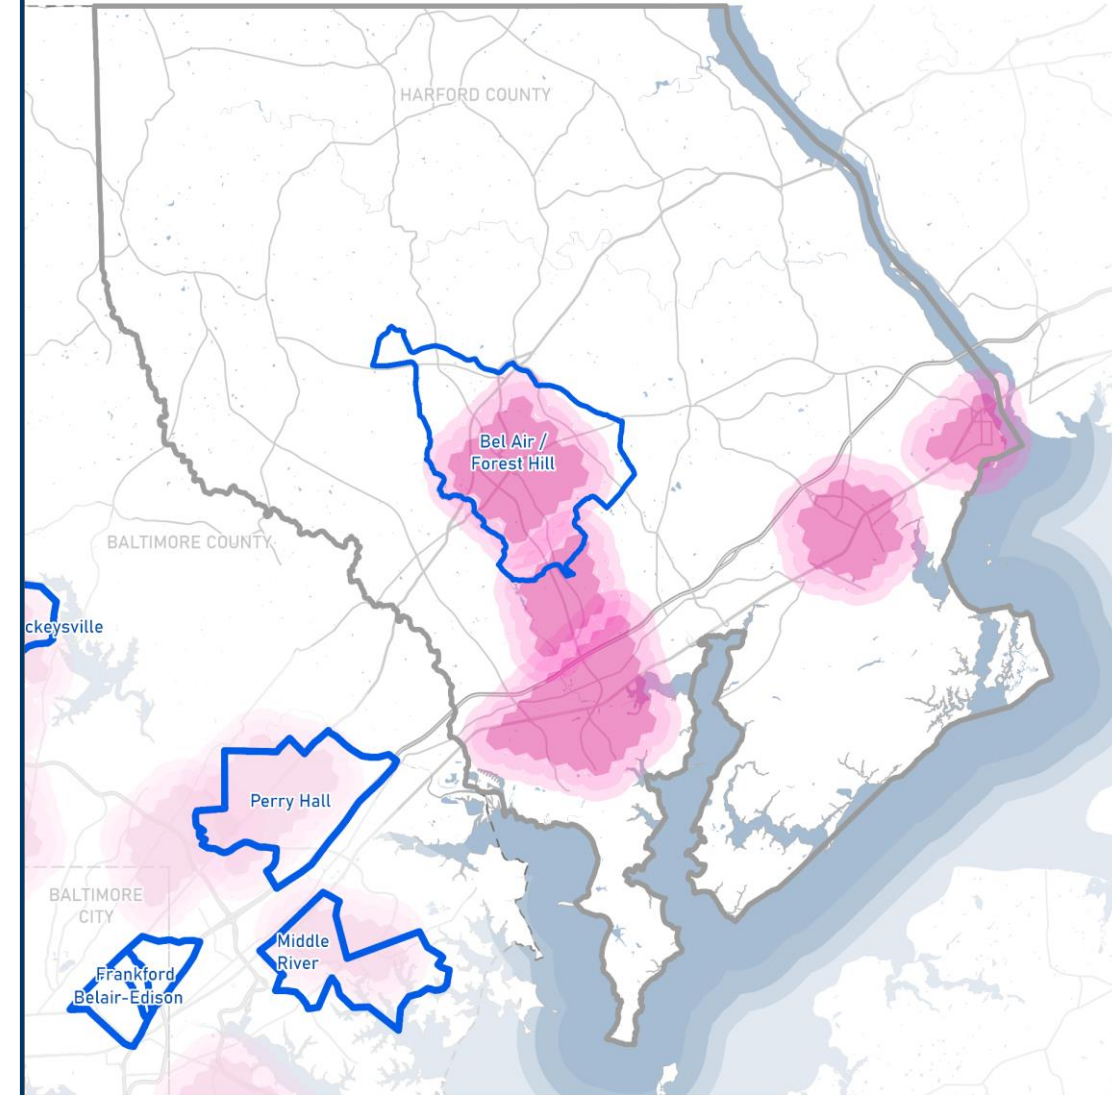 HARFORD COUNTY
Bel Air /
Forest Hill
BALTIMORE COUNTY
ckeysville
Perry Hall
BALTIMORE
CITY
Middle
River
Frankford
Belair-Edison